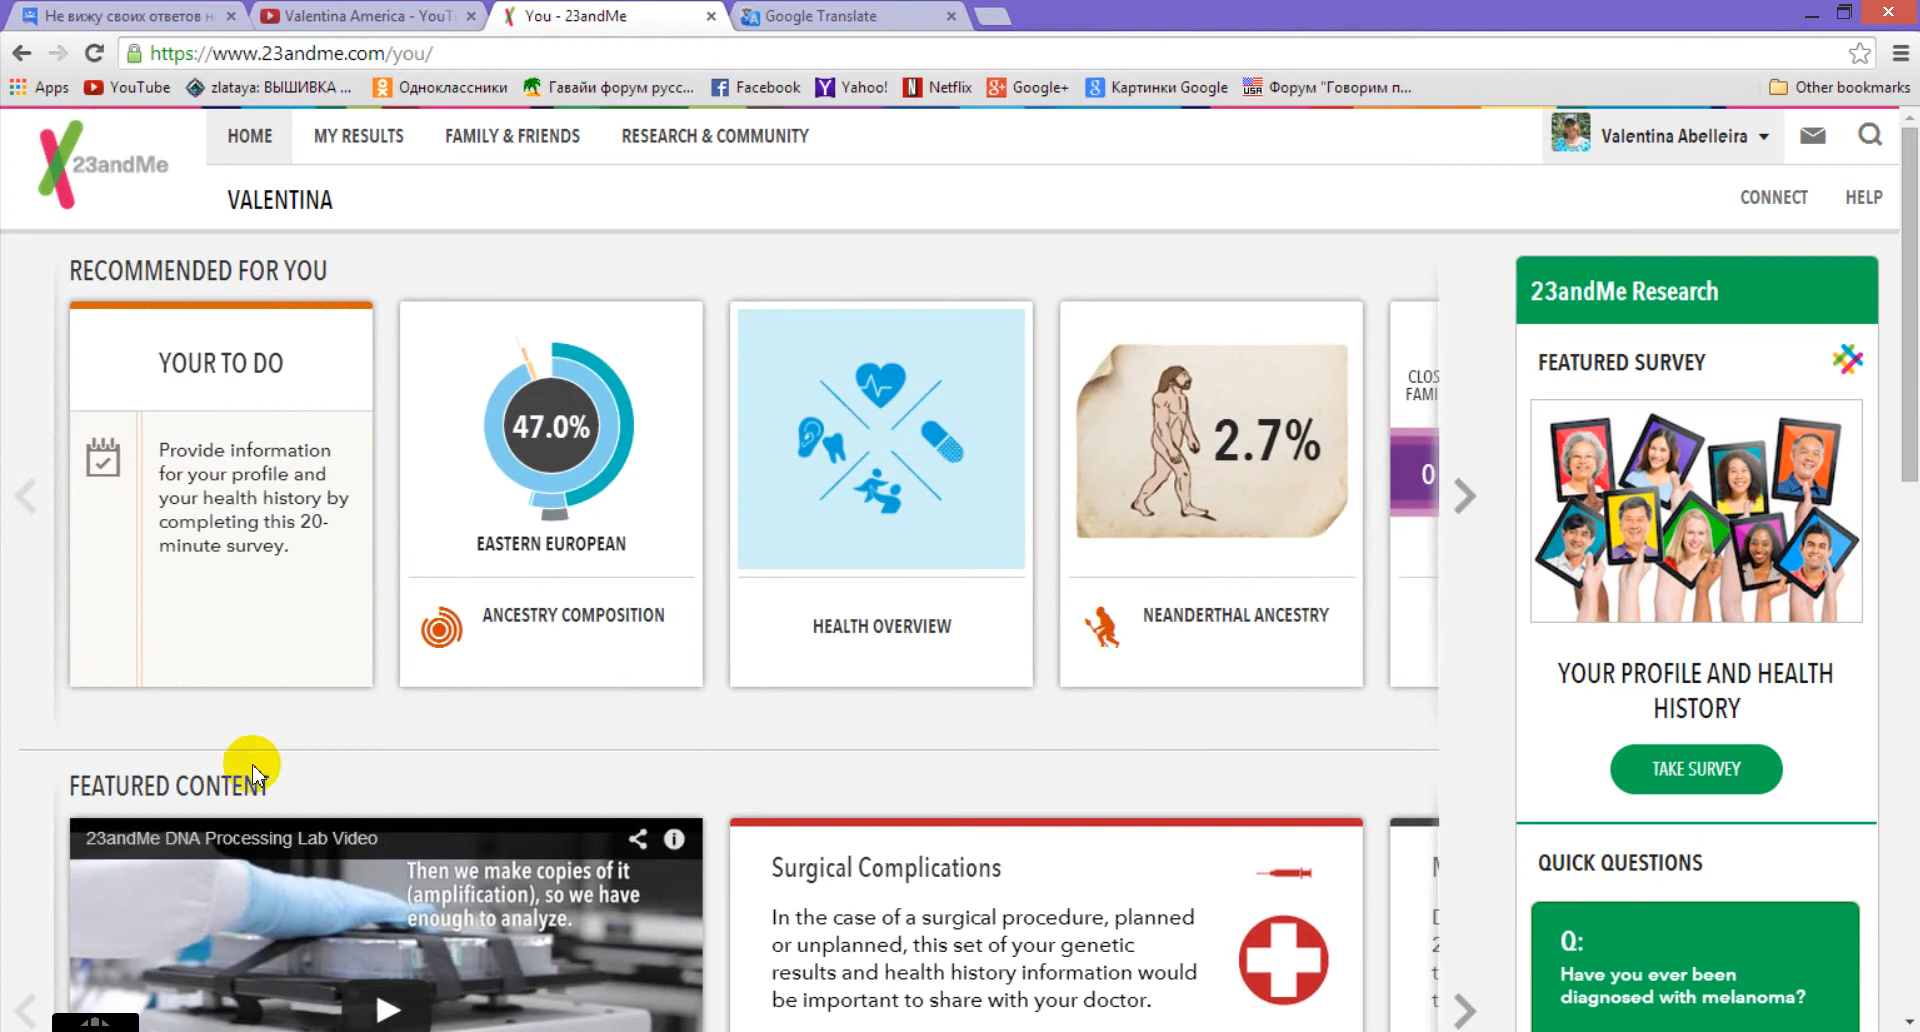 Не вижу своих ответов н
Valentina America - YouT
You - 23andMe
Google Translate
https://www.23andme.com/you/
Apps
YouTube
zlataya: ВЫШИВКА ...
Одноклассники
Гавайи форум русс...
Facebook
Yahoo!
Netflix
Google+
Картинки Google
Форум "Говорим п...
Other bookmarks
23andMe
HOME
MY RESULTS
FAMILY & FRIENDS
RESEARCH & COMMUNITY
Valentina Abelleira
VALENTINA
CONNECT
HELP
RECOMMENDED FOR YOU
YOUR TO DO
Provide information
for your profile and
your health history by
completing this 20-
minute survey.
47.0%
EASTERN EUROPEAN
ANCESTRY COMPOSITION
HEALTH OVERVIEW
2.7%
NEANDERTHAL ANCESTRY
CLOS
FAMI
0
23andMe Research
FEATURED SURVEY
YOUR PROFILE AND HEALTH
HISTORY
TAKE SURVEY
QUICK QUESTIONS
Q:
Have you ever been
diagnosed with melanoma?
FEATURED CONTENT
23andMe DNA Processing Lab Video
Then we make copies of it
(amplification), so we have
enough to analyze.
Surgical Complications
In the case of a surgical procedure, planned
or unplanned, this set of your genetic
results and health history information would
be important to share with your doctor.